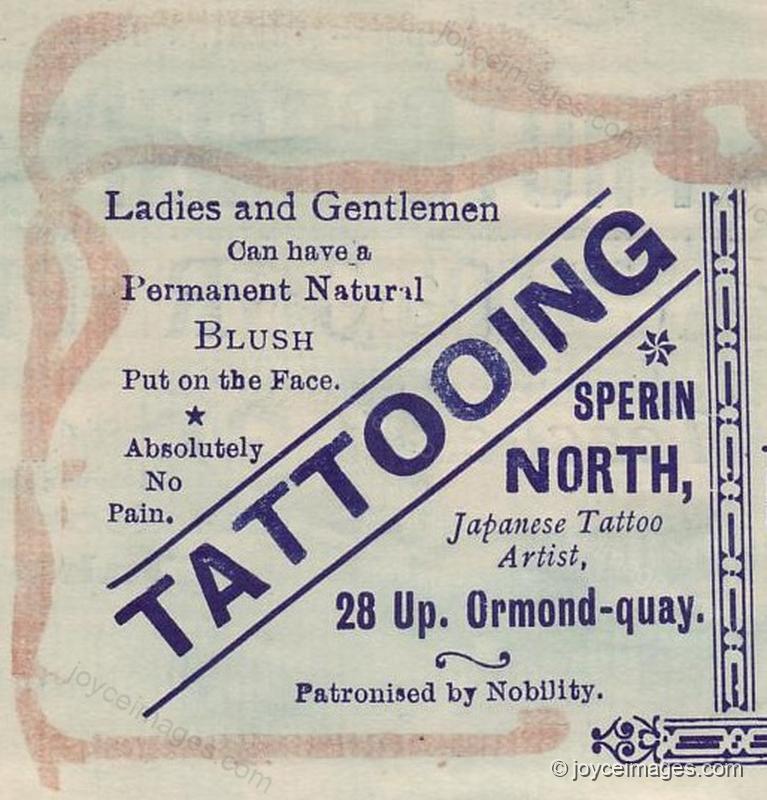 joyceimages.com
Ladies and Gentlemen
Can have a
Permanent Natural
BLUSH
Put on the Face.
Absolutely
No
Pain.
TATTOOING
SPERIN
NORTH,
Japanese Tattoo
Artist,
28 Up. Ormond-quay.
Patronised by Nobility.
joyceimages.com
© joyceimages.com